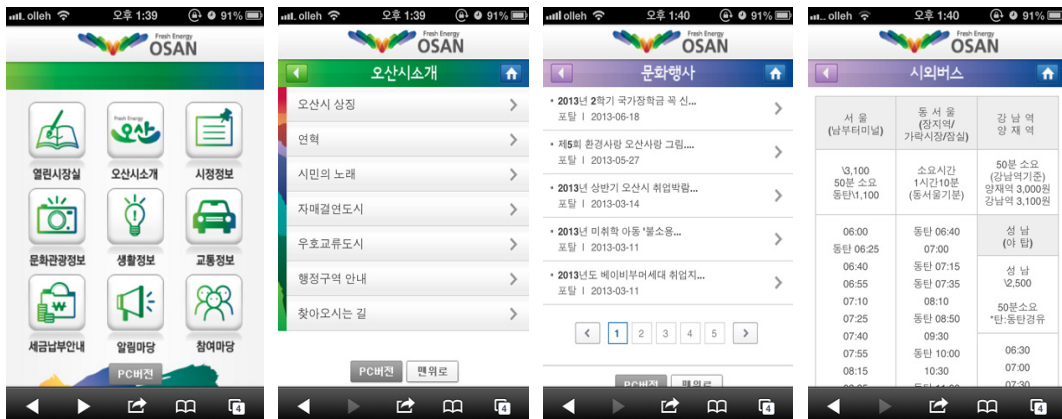 olleh 오후 1:39 91%
Fresh Energy
OSAN
Fresh Energy
오산
열린시장실 오산시소개 시정정보
문화관광정보 생활정보 교통정보
세금납부안내 알림마당 참여마당
PC버전
4
olleh 오후 1:39 91%
Fresh Energy
OSAN
오산시소개
오산시 상징
연혁
시민의 노래
자매결연도시
우호교류도시
행정구역 안내
찾아오시는 길
PC버전 맨위로
4
olleh 오후 1:40 91%
Fresh Energy
OSAN
문화행사
2013년 2학기 국가장학금 꼭 신...
포탈 | 2013-06-18
제5회 환경사랑 오산사랑 그림....
포탈 | 2013-05-27
2013년 상반기 오산시 취업박람...
포탈 | 2013-03-14
2013년 미취학 아동 '불소용...
포탈 | 2013-03-11
2013년도 베이비부머세대 취업지...
포탈 | 2013-03-11
< 1 2 3 4 5 >
PC버전 맨위로
4
olleh 오후 1:40 91%
Fresh Energy
OSAN
시외버스
서 울
(남부터미널)
동 서 울
(잠지역/
가락시장/잠실)
강 남 역
양 재 역
\3,100
50분 소요
동탄\1,100
소요시간
1시간10분
(동서울기분)
50분 소요
(강남역기준)
양재역 3,000원
강남역 3,100원
06:00
동탄 06:25
06:40
06:55
07:10
07:25
07:40
07:55
08:15
동탄 06:40
07:00
동탄 07:15
동탄 07:35
08:10
동탄 08:50
09:30
동탄 10:00
10:30
성 남
(야 탑)
성 남
\2,500
50분소요
*탄:동탄경유
06:30
07:00
07:30
4